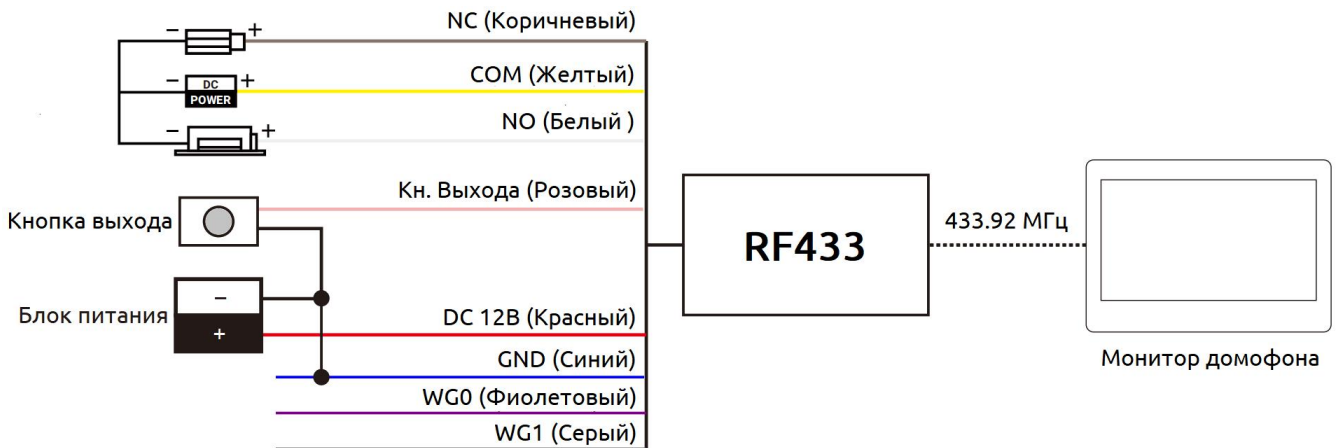 NC (Коричневый)
– +
COM (Желтый)
– DC +
POWER
NO (Белый )
– +
Кн. Выхода (Розовый)
Кнопка выхода
RF433
433.92 МГц
–
Блок питания
+
DC 12В (Красный)
GND (Синий)
Монитор домофона
WG0 (Фиолетовый)
WG1 (Серый)